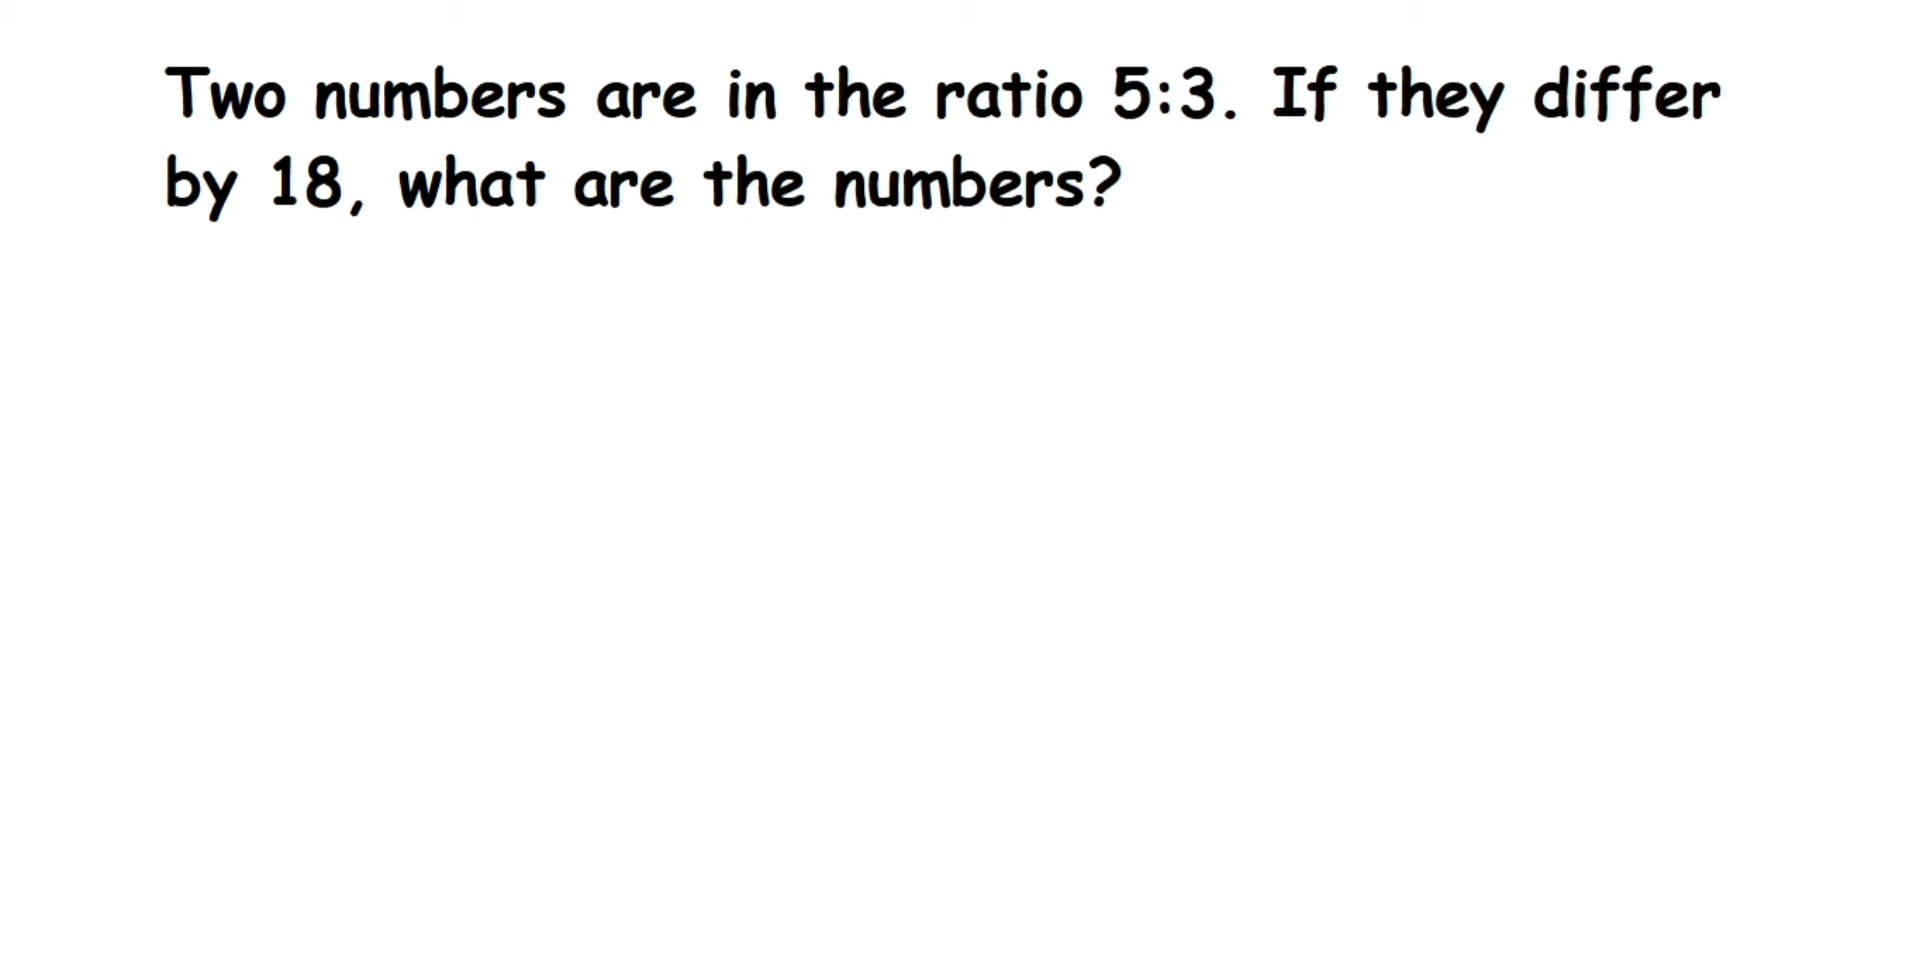 Two numbers are in the ratio 5:3. If they differ
by 18, what are the numbers?